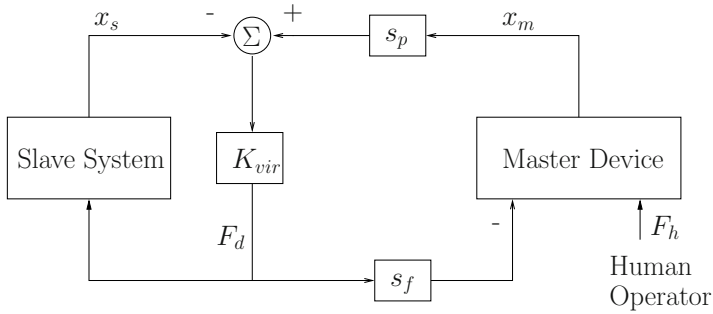 x_s
-
Σ
+
s_p
x_m
Slave System
K_vir
Master Device
F_d
-
F_h
s_f
Human
Operator